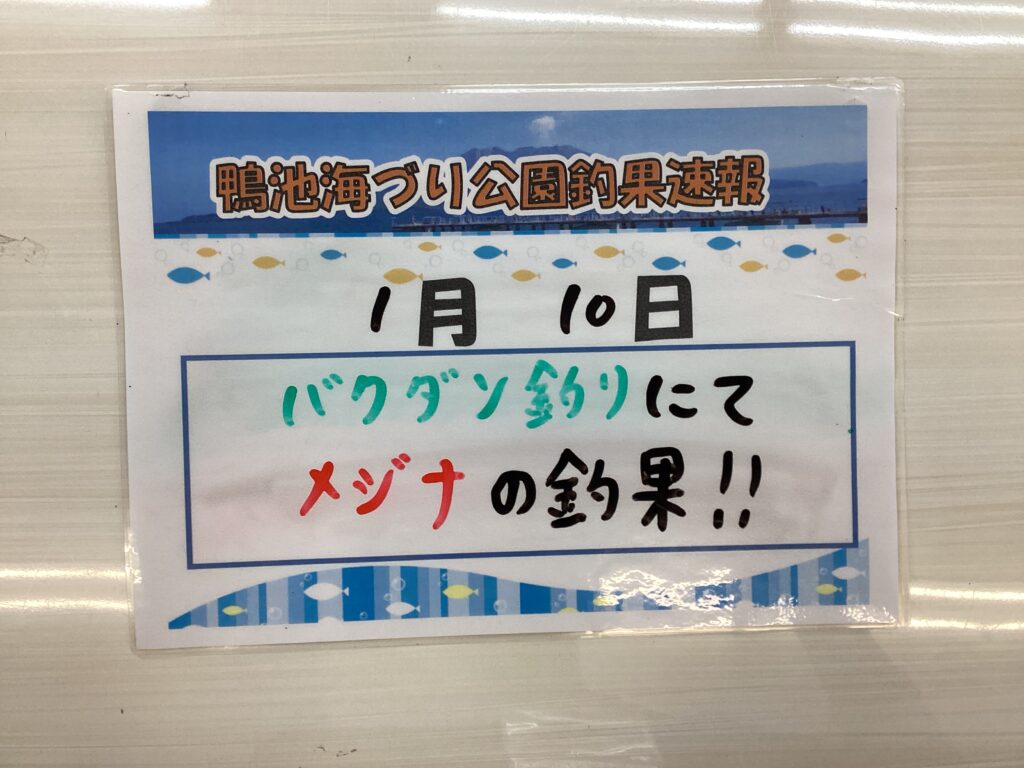 鴨池海づり公園釣果速報
1月 10日
バクダン釣りにて
メジナの釣果!!